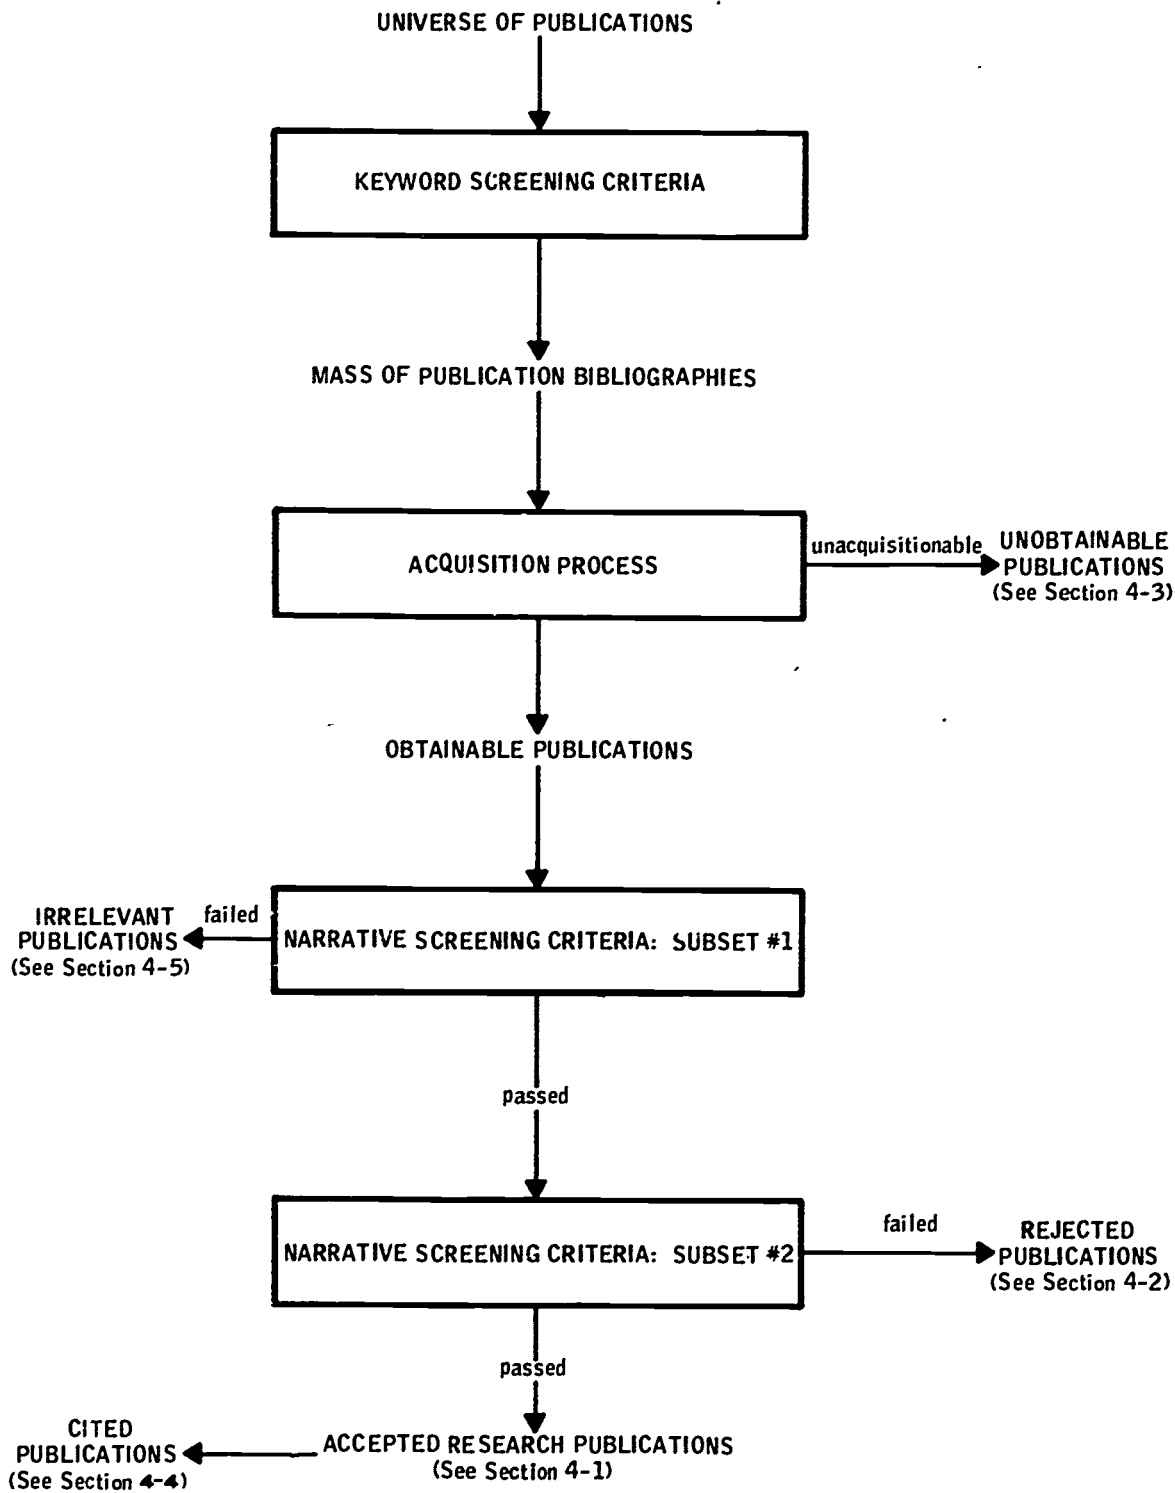 UNIVERSE OF PUBLICATIONS
KEYWORD SCREENING CRITERIA
MASS OF PUBLICATION BIBLIOGRAPHIES
ACQUISITION PROCESS
unacquisitionable
UNOBTAINABLE
PUBLICATIONS
(See Section 4-3)
OBTAINABLE PUBLICATIONS
IRRELEVANT
PUBLICATIONS
(See Section 4-5)
failed
NARRATIVE SCREENING CRITERIA: SUBSET #1
passed
NARRATIVE SCREENING CRITERIA: SUBSET #2
failed
REJECTED
PUBLICATIONS
(See Section 4-2)
passed
ACCEPTED RESEARCH PUBLICATIONS
(See Section 4-1)
CITED
PUBLICATIONS
(See Section 4-4)